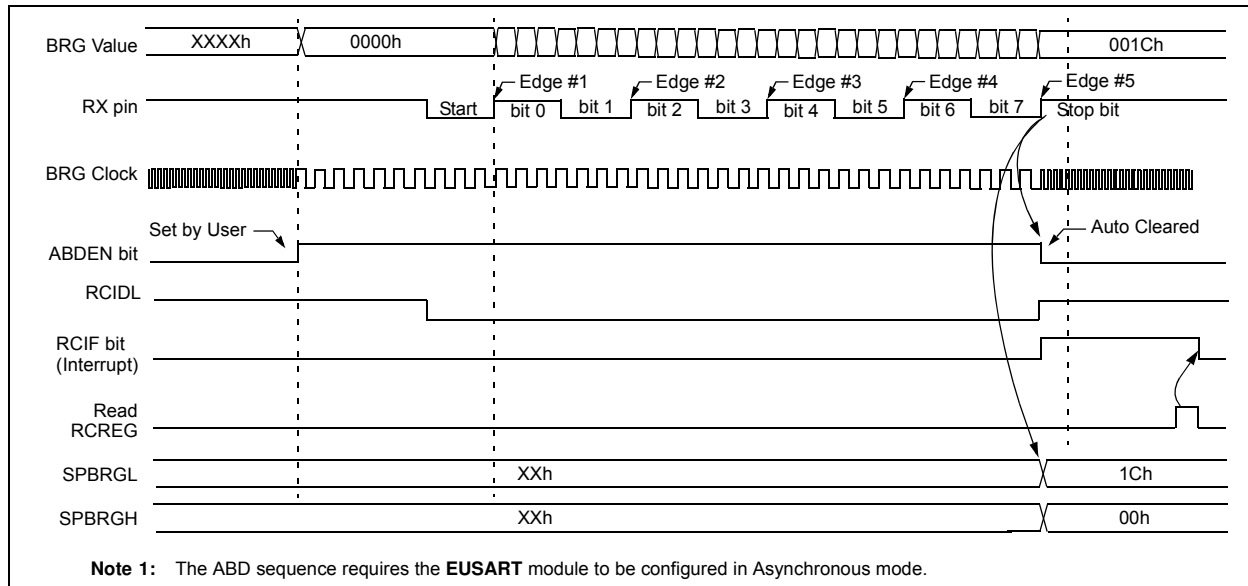 BRG Value XXXXh 0000h 001Ch
Edge #1 Edge #2 Edge #3 Edge #4 Edge #5
RX pin Start bit 0 bit 1 bit 2 bit 3 bit 4 bit 5 bit 6 bit 7 Stop bit
BRG Clock
Set by User Auto Cleared
ABDEN bit
RCIDL
RCIF bit
(Interrupt)
Read
RCREG
SPBRGL XXh 1Ch
SPBRGH XXh 00h
Note 1: The ABD sequence requires the EUSART module to be configured in Asynchronous mode.